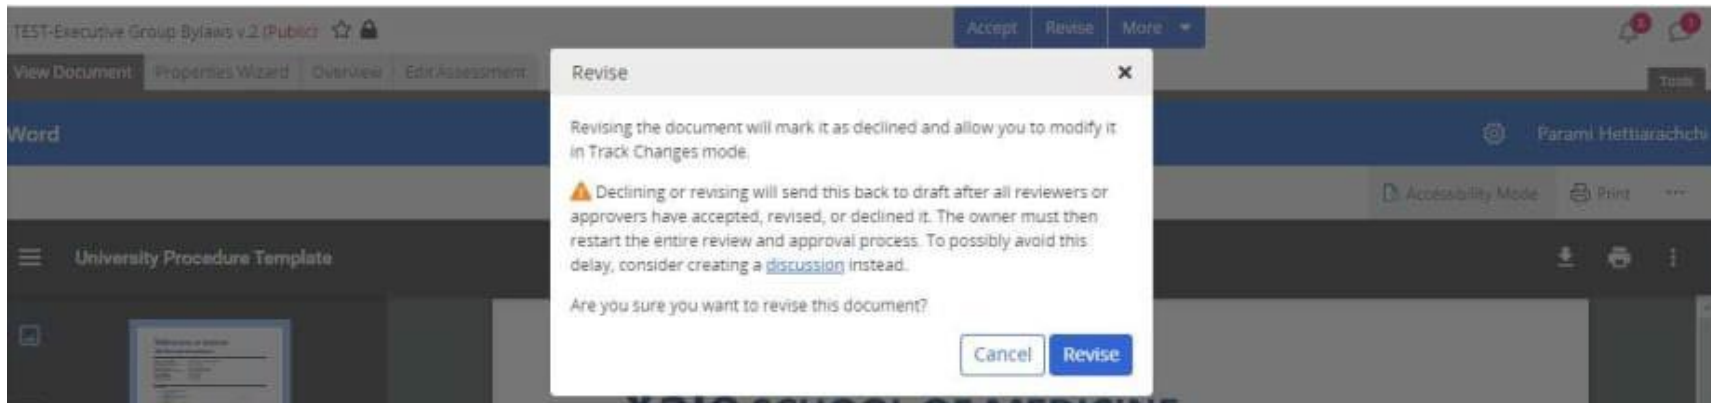 TEST-Executive Group Bylaws v.2 (Public)
Accept Revise More
View Document Properties Wizard Overview Edit Assessment
Tools
Revise
Word
Parami Hettiarachchi
Revising the document will mark it as declined and allow you to modify it
in Track Changes mode.
Accessibility Mode Print ...
Declining or revising will send this back to draft after all reviewers or
approvers have accepted, revised, or declined it. The owner must then
restart the entire review and approval process. To possibly avoid this
delay, consider creating a discussion instead.
University Procedure Template
Are you sure you want to revise this document?
Cancel Revise
SCHOOL OF MEDICINE